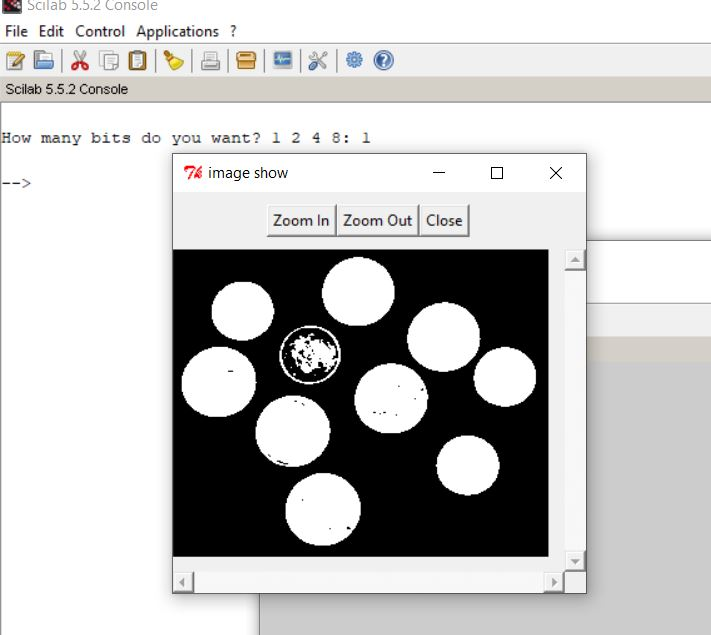 Scilab 5.5.2 Console
File Edit Control Applications ?
Scilab 5.5.2 Console
How many bits do you want? 1 2 4 8: 1
-->
image show
Zoom In Zoom Out Close